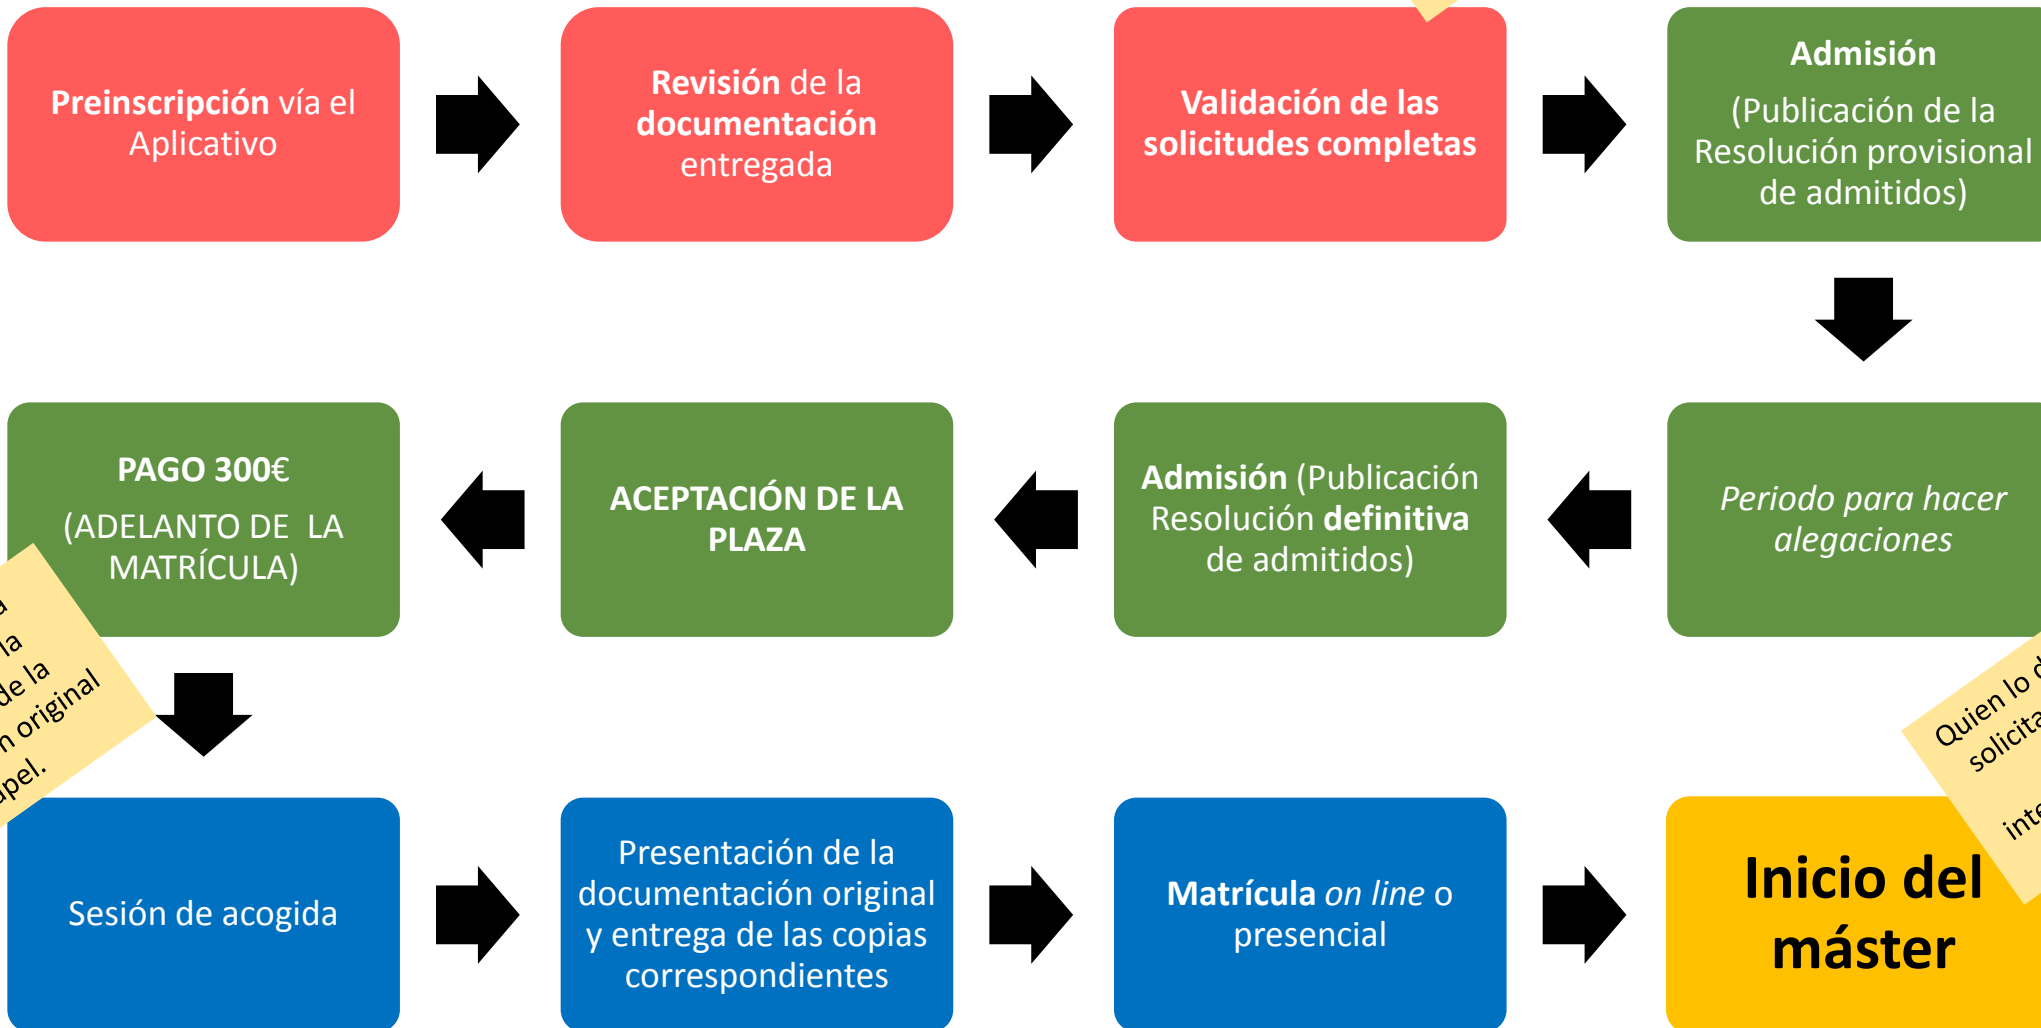 Preinscripción vía el
Aplicativo
Revisión de la
documentación
entregada
Validación de las
solicitudes completas
Admisión
(Publicación de la
Resolución provisional
de admitidos)
PAGO 300€
(ADELANTO DE LA
MATRÍCULA)
ACEPTACIÓN DE LA
PLAZA
Admisión (Publicación
Resolución definitiva
de admitidos)
Periodo para hacer
alegaciones
la
de la
original
Quien lo
Sesión de acogida
Presentación de la
documentación original
y entrega de las copias
correspondientes
Matrícula on line o
presencial
Inicio del
máster